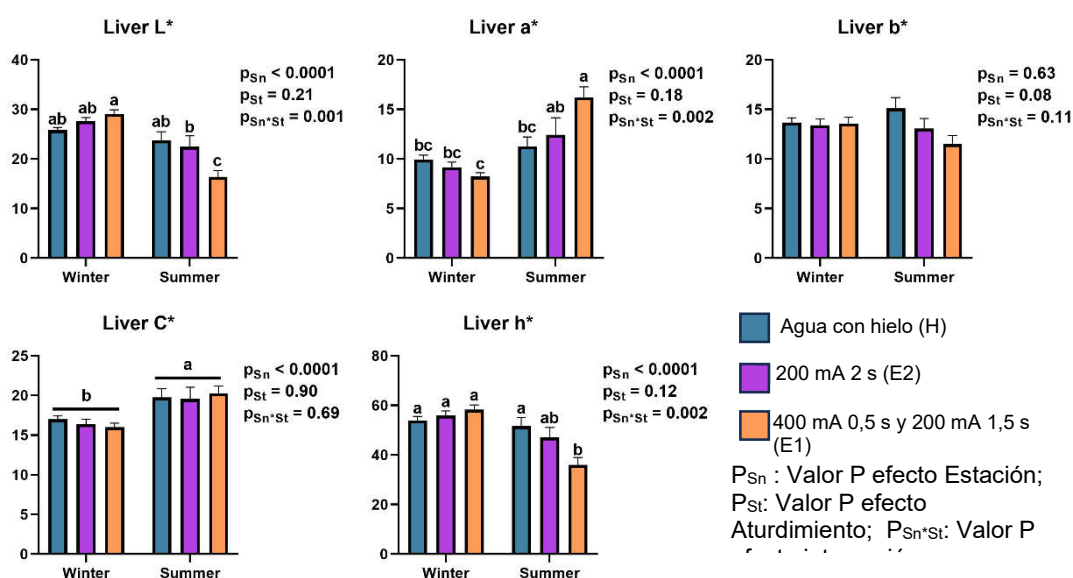 Liver L*
40
30
20
10
0
ab
ab
a
ab
b
c
Winter
Summer
pSn < 0.0001
pSt = 0.21
pSn*St = 0.001
Liver a*
20
15
10
5
0
bc
bc
c
bc
ab
a
Winter
Summer
pSn < 0.0001
pSt = 0.18
pSn*St = 0.002
Liver b*
20
15
10
5
0
Winter
Summer
pSn = 0.63
pSt = 0.08
pSn*St = 0.11
Liver C*
25
20
15
10
5
0
b
a
Winter
Summer
pSn < 0.0001
pSt = 0.90
pSn*St = 0.69
Liver h*
80
60
40
20
0
a
a
a
a
ab
b
Winter
Summer
pSn < 0.0001
pSt = 0.12
pSn*St = 0.002
Agua con hielo (H)
200 mA 2 s (E2)
400 mA 0,5 s y 200 mA 1,5 s
(E1)
PSn : Valor P efecto Estación;
PSt: Valor P efecto
Aturdimiento; PSn*St: Valor P